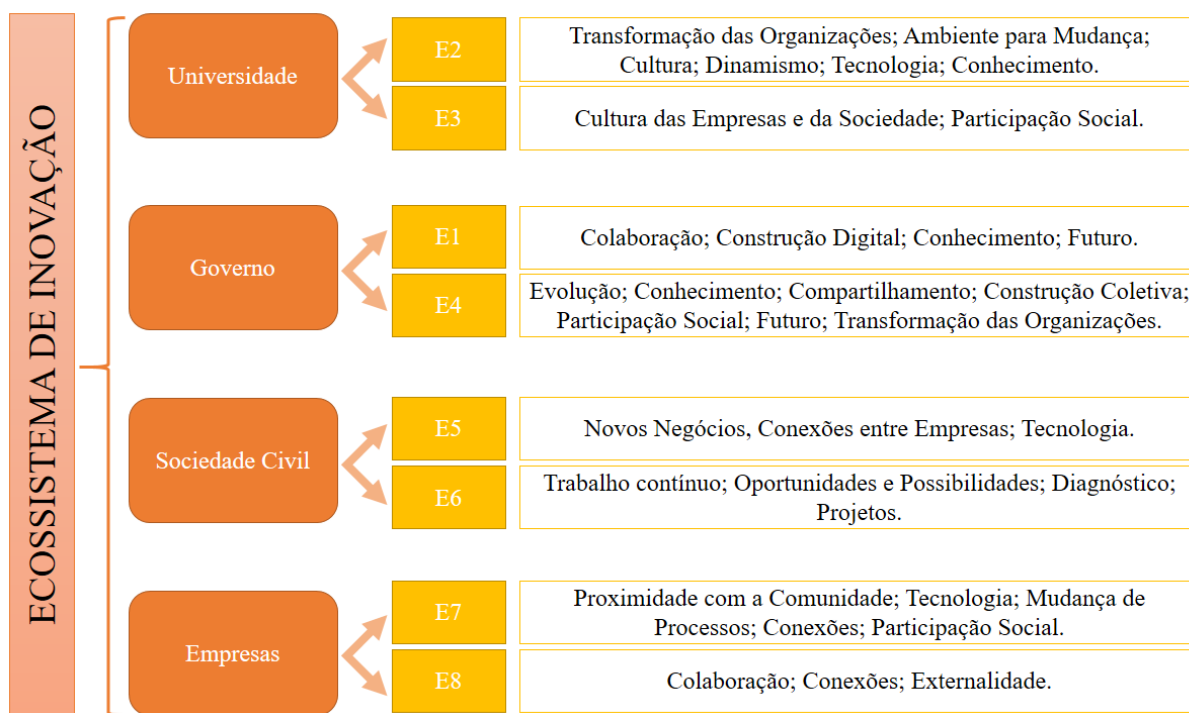 ECOSSISTEMA DE INOVAÇÃO
Universidade
E2
Transformação das Organizações; Ambiente para Mudança;
Cultura; Dinamismo; Tecnologia; Conhecimento.
E3
Cultura das Empresas e da Sociedade; Participação Social.
Governo
E1
Colaboração; Construção Digital; Conhecimento; Futuro.
E4
Evolução; Conhecimento; Compartilhamento; Construção Coletiva;
Participação Social; Futuro; Transformação das Organizações.
Sociedade Civil
E5
Novos Negócios, Conexões entre Empresas; Tecnologia.
E6
Trabalho contínuo; Oportunidades e Possibilidades; Diagnóstico;
Projetos.
Empresas
E7
Proximidade com a Comunidade; Tecnologia; Mudança de
Processos; Conexões; Participação Social.
E8
Colaboração; Conexões; Externalidade.